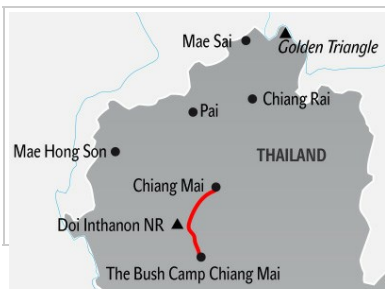 Mae Sai
Golden Triangle
Chiang Rai
Pai
Mae Hong Son
THAILAND
Chiang Mai
Doi Inthanon NR
The Bush Camp Chiang Mai